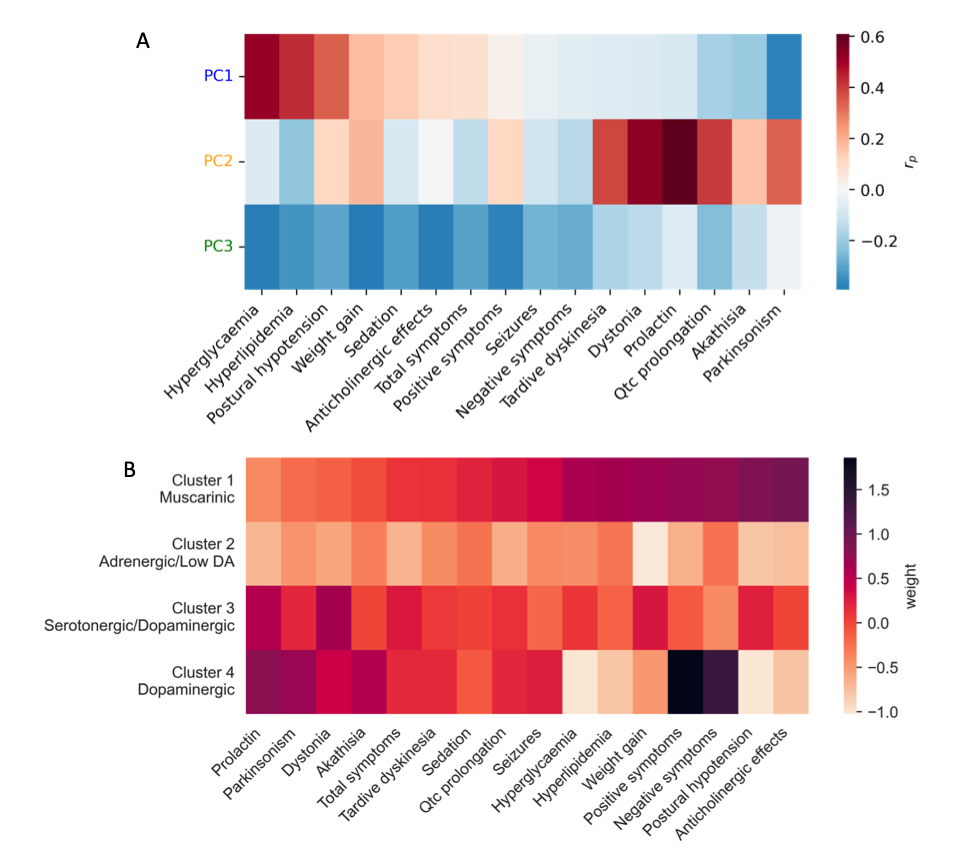 A
PC1
PC2
PC3
Hyperglycaemia
Hyperlipidemia
Postural hypotension
Weight gain
Sedation
Anticholinergic effects
Total symptoms
Positive symptoms
Seizures
Negative symptoms
Tardive dyskinesia
Dystonia
Prolactin
Qtc prolongation
Akathisia
Parkinsonism
0.6
0.4
0.2
0.0
−0.2
rp
B
Cluster 1
Muscarinic
Cluster 2
Adrenergic/Low DA
Cluster 3
Serotonergic/Dopaminergic
Cluster 4
Dopaminergic
Prolactin
Parkinsonism
Dystonia
Akathisia
Total symptoms
Tardive dyskinesia
Sedation
Qtc prolongation
Seizures
Hyperglycaemia
Hyperlipidemia
Weight gain
Positive symptoms
Negative symptoms
Postural hypotension
Anticholinergic effects
1.5
1.0
0.5
0.0
−0.5
−1.0
weight